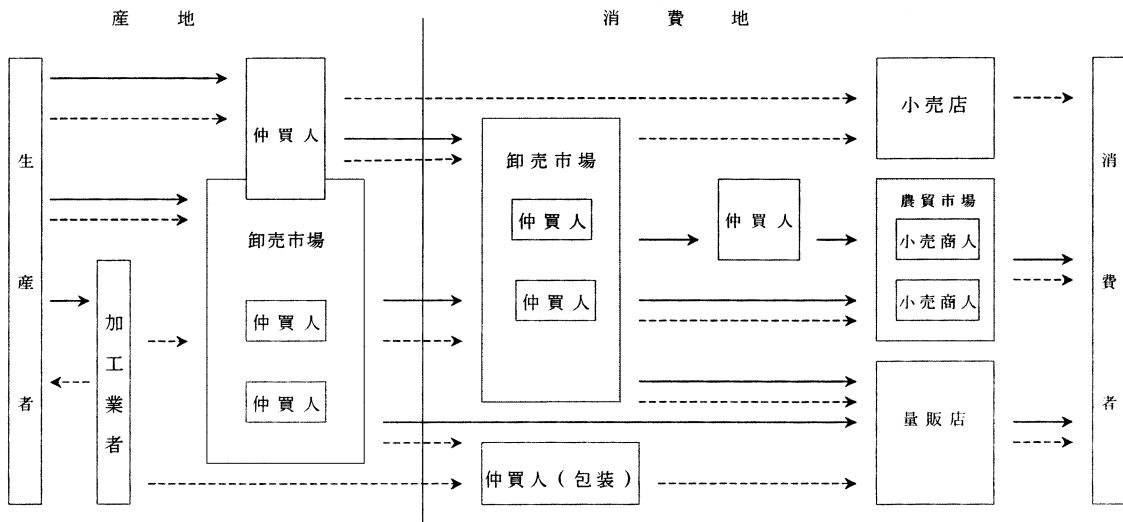 産地
消費地
生産者
加工業者
仲買人
卸売市場
仲買人
仲買人
卸売市場
仲買人
仲買人
仲買人（包装）
仲買人
小売店
農貿市場
小売商人
小売商人
量販店
消費者